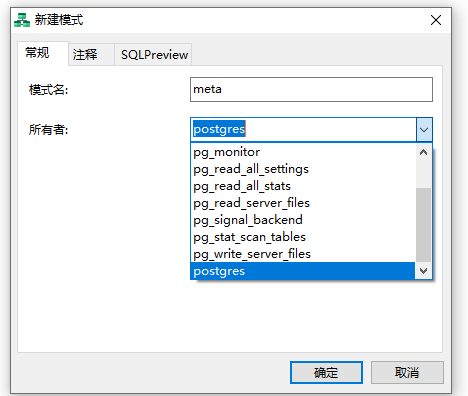 新建模式
常规 注释 SQLPreview
模式名: meta
所有者: postgres
pg_monitor
pg_read_all_settings
pg_read_all_stats
pg_read_server_files
pg_signal_backend
pg_stat_scan_tables
pg_write_server_files
postgres
确定 取消